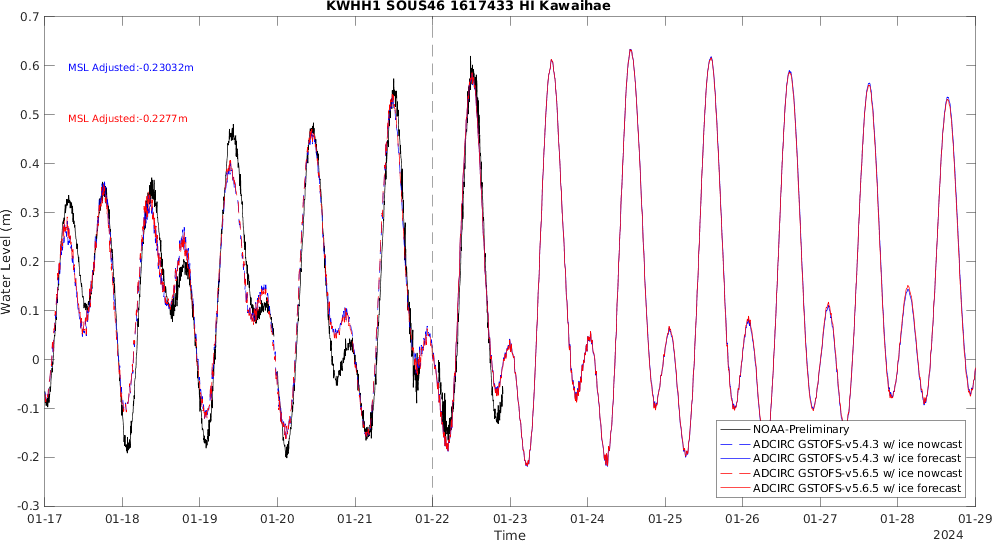 KWHH1 SOUS46 1617433 HI Kawaihae
0.7
0.6
0.5
0.4
0.3
0.2
0.1
0
-0.1
-0.2
-0.3
Water Level (m)
MSL Adjusted:-0.23032m
MSL Adjusted:-0.2277m
NOAA-Preliminary
ADCIRC GSTOFS-v5.4.3 w/ ice nowcast
ADCIRC GSTOFS-v5.4.3 w/ ice forecast
ADCIRC GSTOFS-v5.6.5 w/ ice nowcast
ADCIRC GSTOFS-v5.6.5 w/ ice forecast
01-17 01-18 01-19 01-20 01-21 01-22 01-23 01-24 01-25 01-26 01-27 01-28 01-29
Time
2024